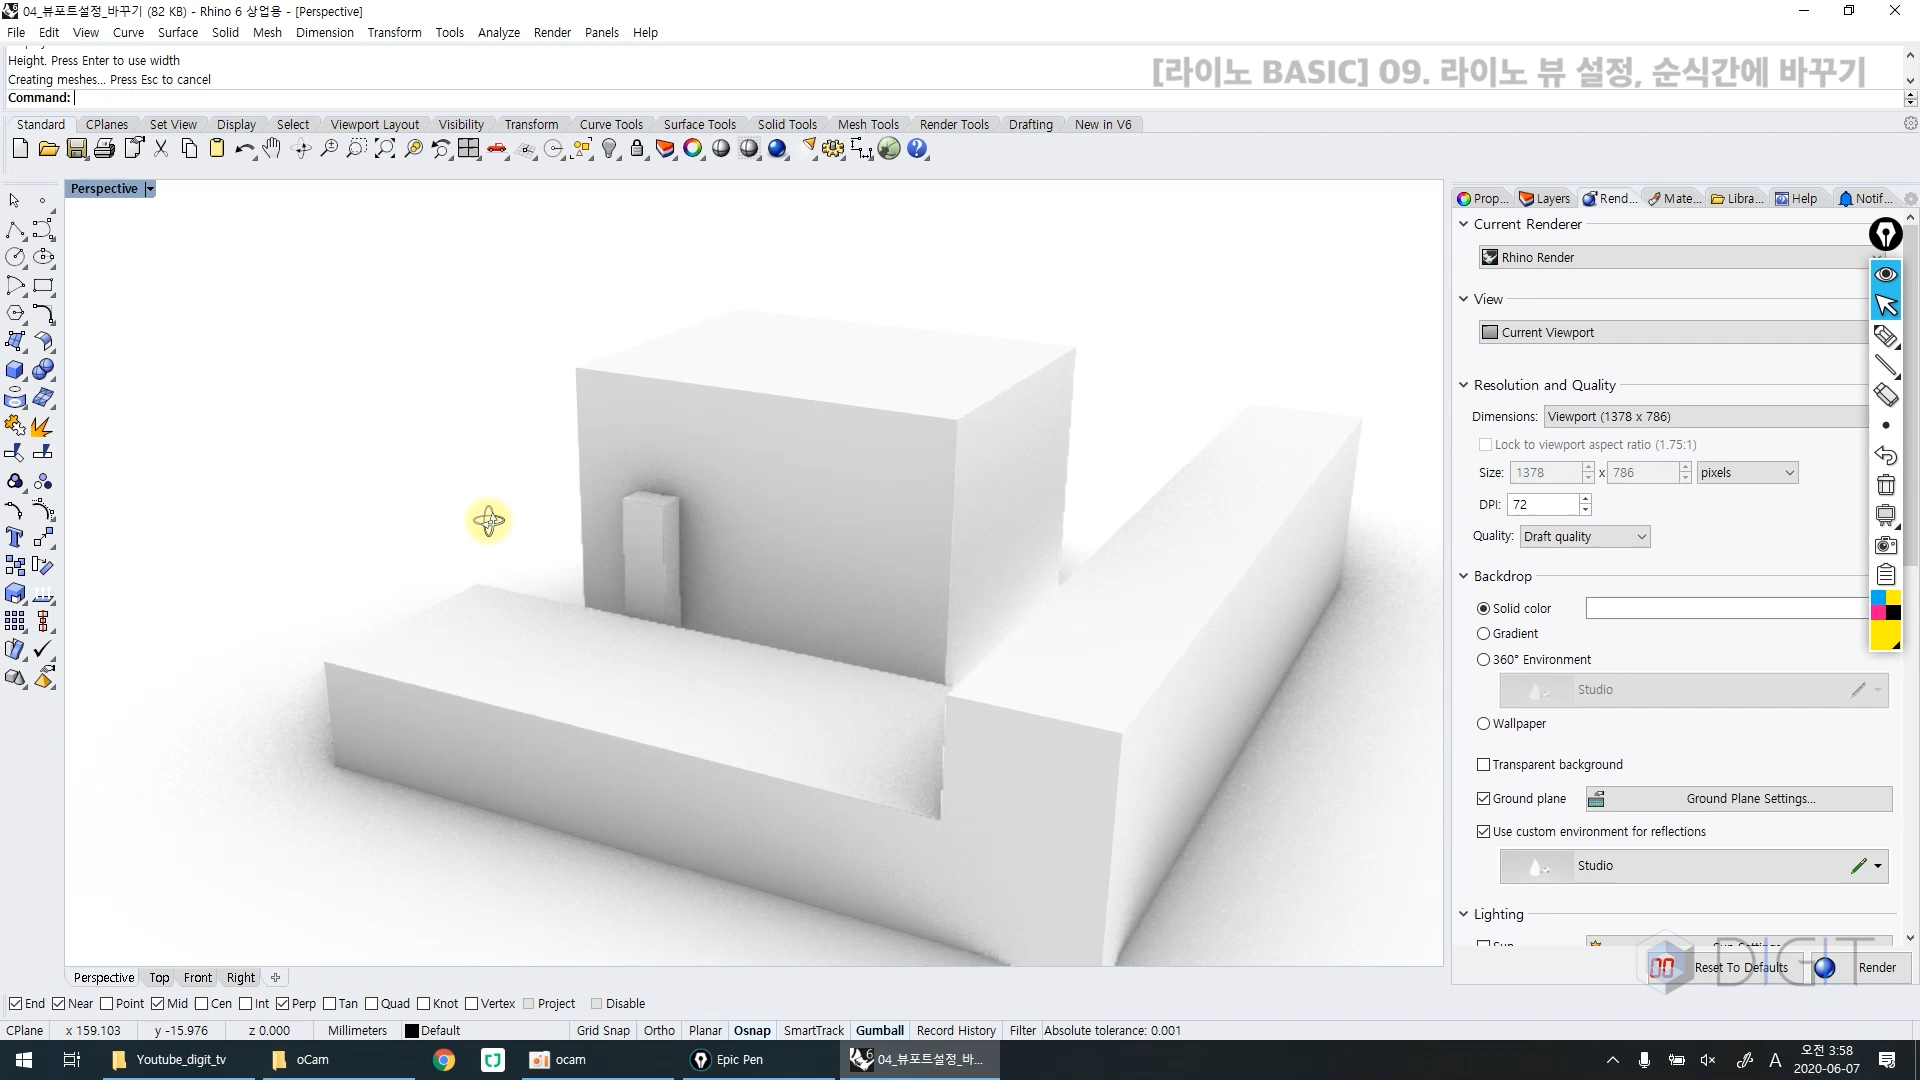 04_뷰포트설정_바꾸기 (82 KB) - Rhino 6 상업용 - [Perspective]
File Edit View Curve Surface Solid Mesh Dimension Transform Tools Analyze Render Panels Help
Height. Press Enter to use width
Creating meshes... Press Esc to cancel
Command:
[라이노 BASIC] 09. 라이노 뷰 설정, 순식간에 바꾸기
Standard CPlanes Set View Display Select Viewport Layout Visibility Transform Curve Tools Surface Tools Solid Tools Mesh Tools Render Tools Drafting New in V6
Perspective
Prop... Layers Rend... Mate... Libra... Help Notif...
Current Renderer
Rhino Render
View
Current Viewport
Resolution and Quality
Dimensions: Viewport (1378 x 786)
Lock to viewport aspect ratio (1.75:1)
Size: 1378 x 786 pixels
DPI: 72
Quality: Draft quality
Backdrop
Solid color
Gradient
360° Environment
Studio
Wallpaper
Transparent background
Ground plane Ground Plane Settings...
Use custom environment for reflections
Studio
Lighting
Sun Sun Settings...
Reset To Defaults Render
DIGIT
Perspective Top Front Right
End Near Point Mid Cen Int Perp Tan Quad Knot Vertex Project Disable
CPlane x 159.103 y -15.976 z 0.000 Millimeters Default Grid Snap Ortho Planar Osnap SmartTrack Gumball Record History Filter Absolute tolerance: 0.001
Youtube_digit_tv oCam ocam Epic Pen 04_뷰포트설정_바... A 오전 3:58
2020-06-07